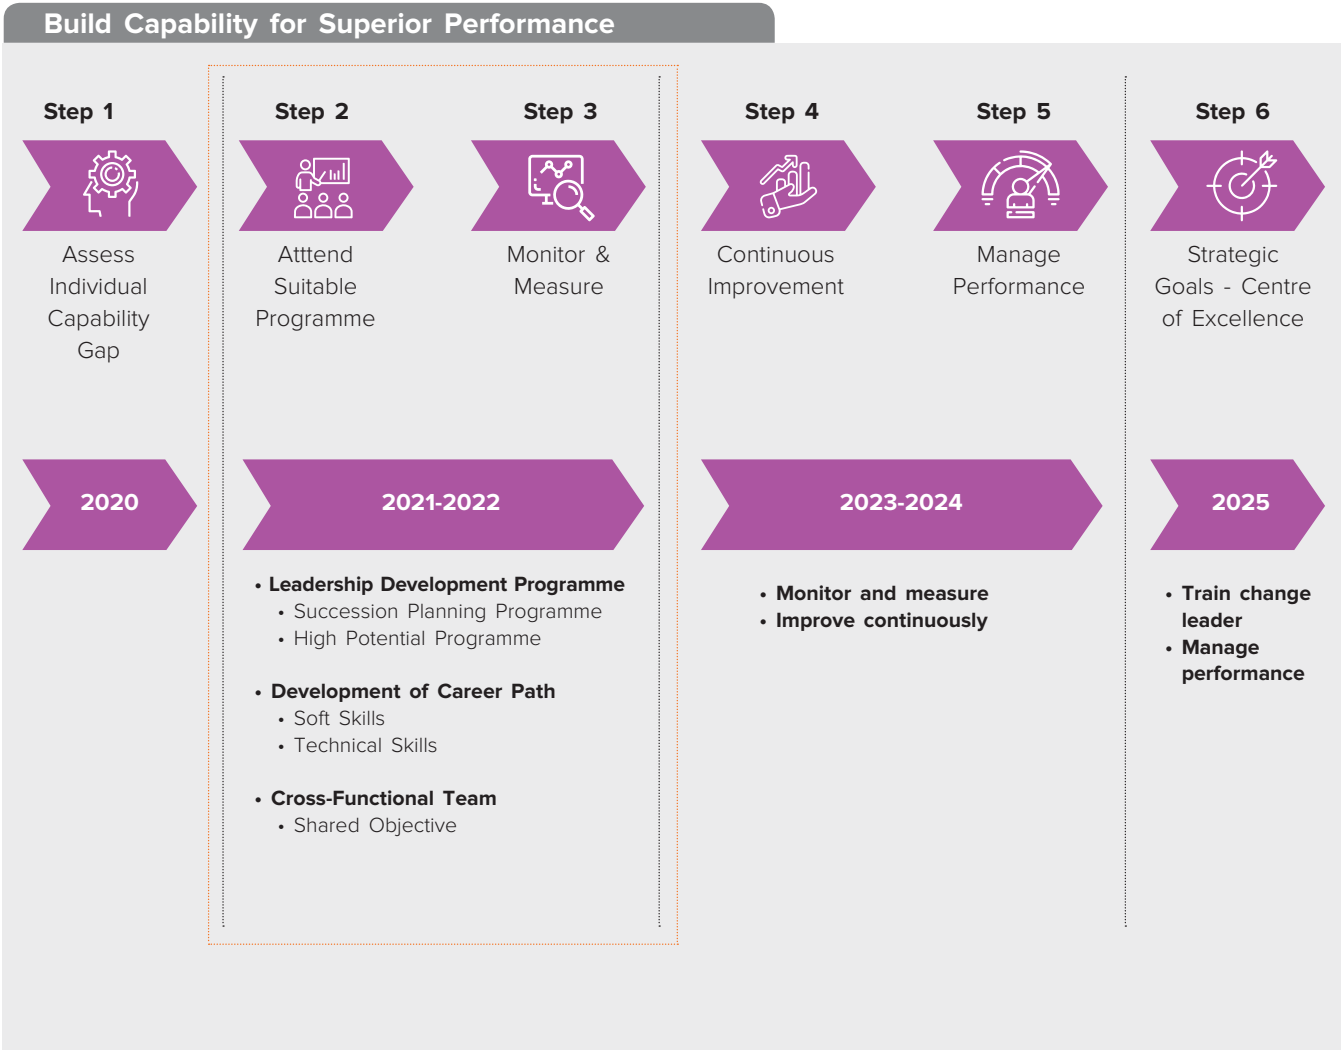 Build Capability for Superior Performance
Step 1
Step 2
Step 3
Step 4
Step 5
Step 6
Assess
Individual
Capability
Gap
Atttend
Suitable
Programme
Monitor &
Measure
Continuous
Improvement
Manage
Performance
Strategic
Goals - Centre
of Excellence
2020
2021-2022
2023-2024
2025
• Leadership Development Programme
• Succession Planning Programme
• High Potential Programme
• Development of Career Path
• Soft Skills
• Technical Skills
• Cross-Functional Team
• Shared Objective
• Monitor and measure
• Improve continuously
• Train change
leader
• Manage
performance